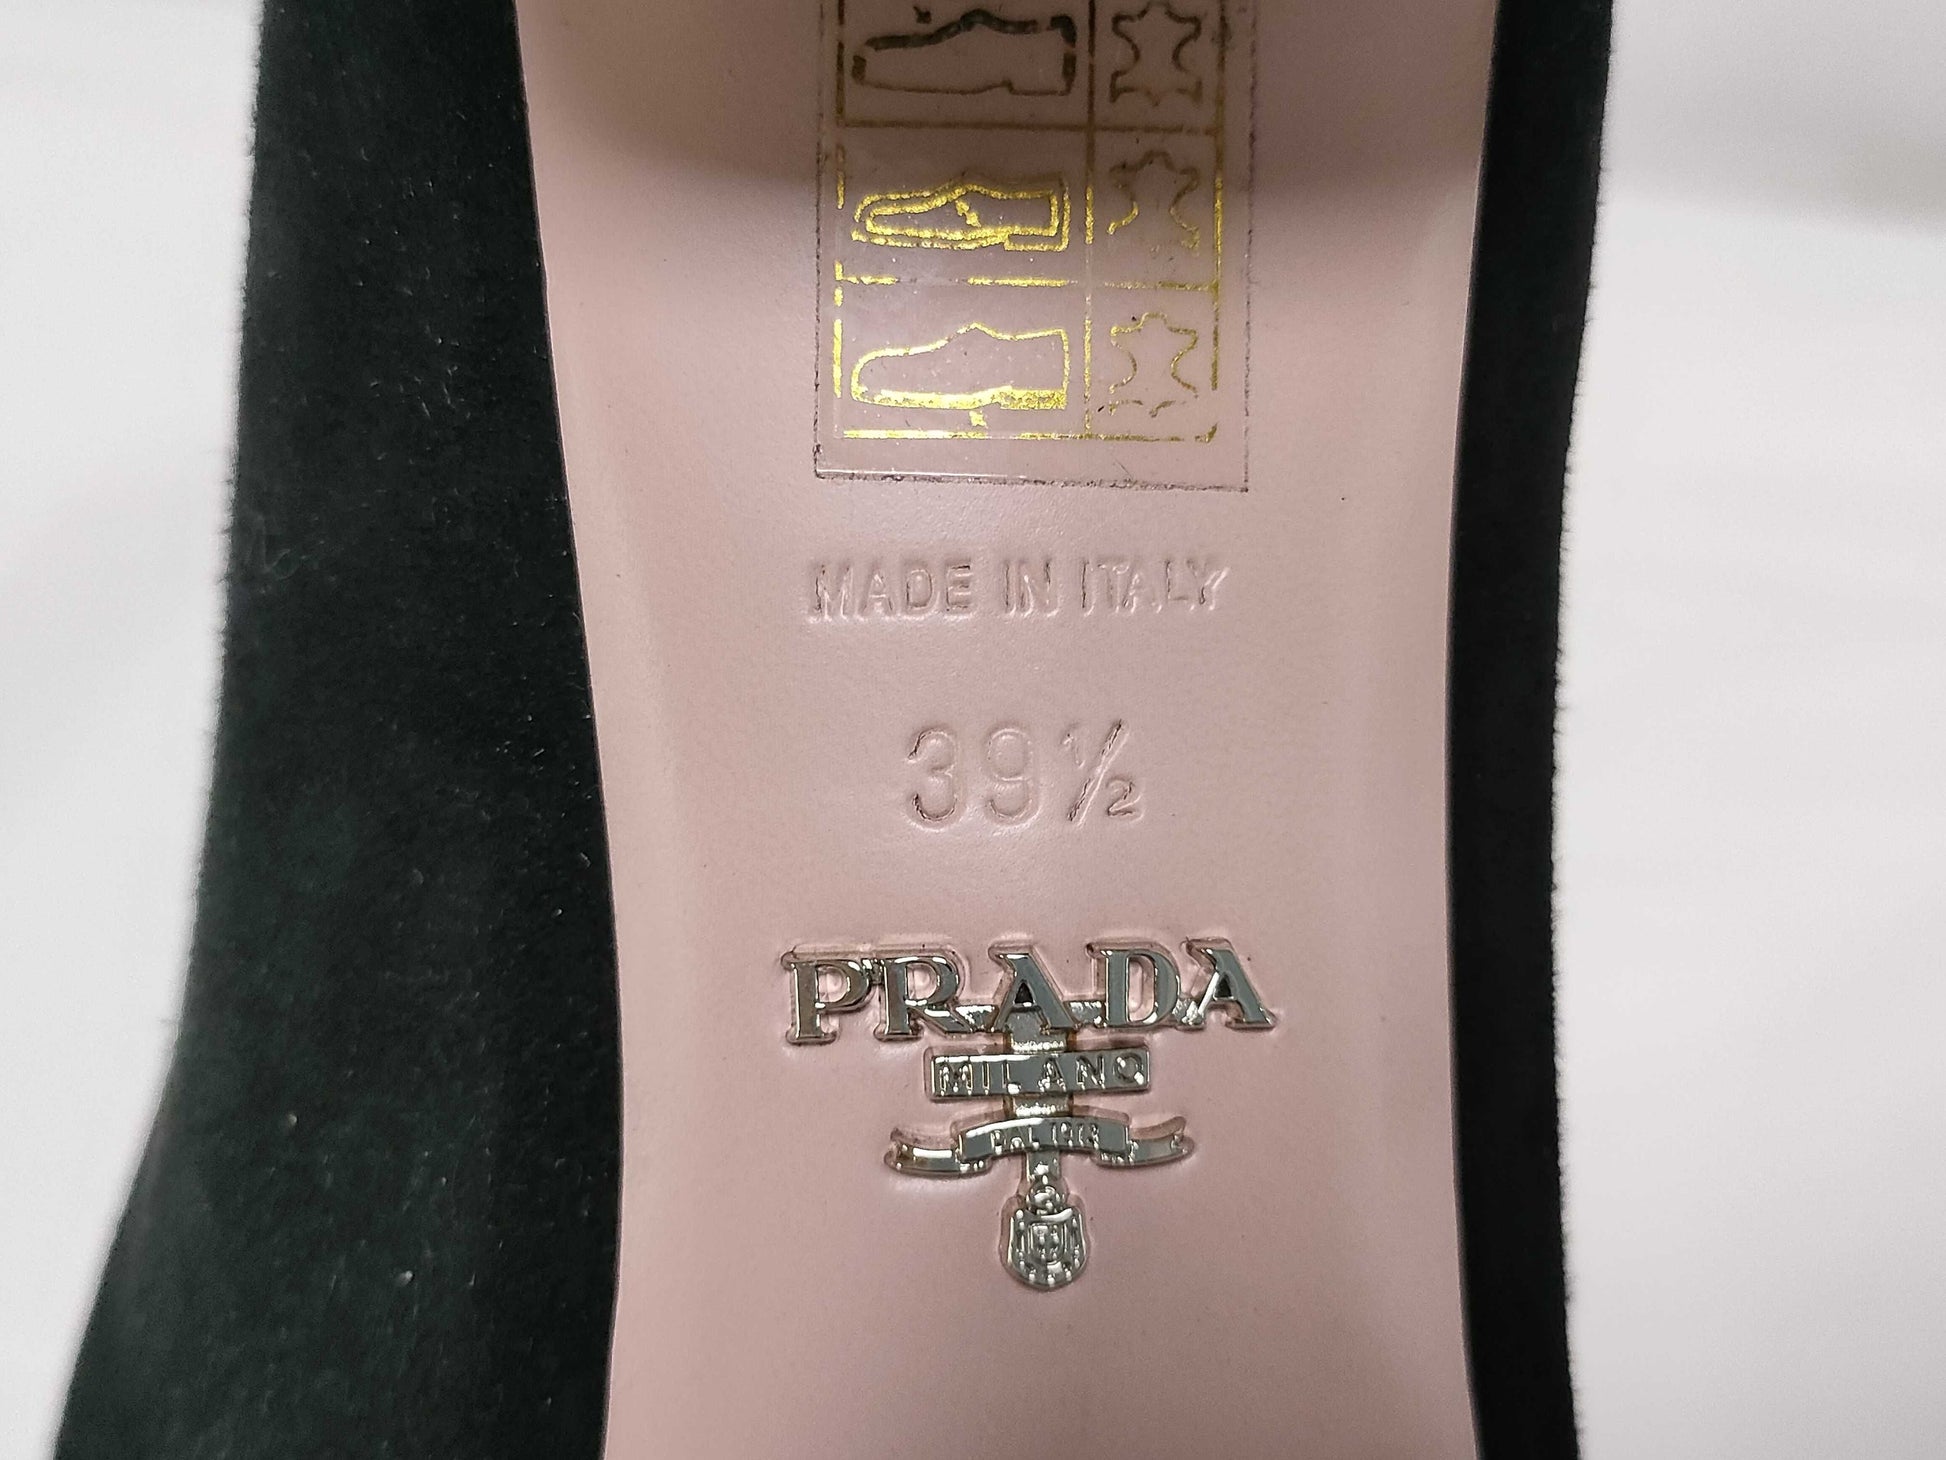 MADE IN ITALY
39½
PRADA
MILANO
DAL 1913